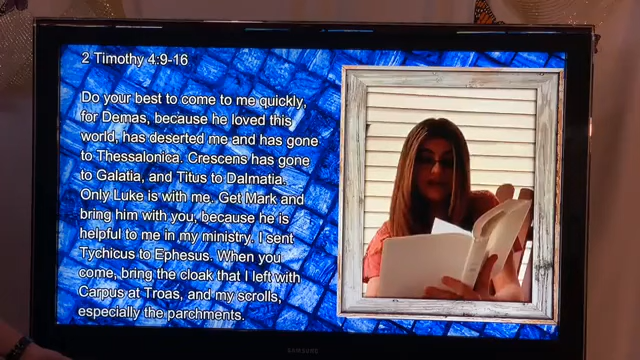 2 Timothy 4:9-16
Do your best to come to me quickly,
for Demas, because he loved this
world, has deserted me and has gone
to Thessalonica. Crescens has gone
to Galatia, and Titus to Dalmatia.
Only Luke is with me. Get Mark and
bring him with you, because he is
helpful to me in my ministry. I sent
Tychicus to Ephesus. When you
come, bring the cloak that I left with
Carpus at Troas, and my scrolls,
especially the parchments.
SAMSUNG